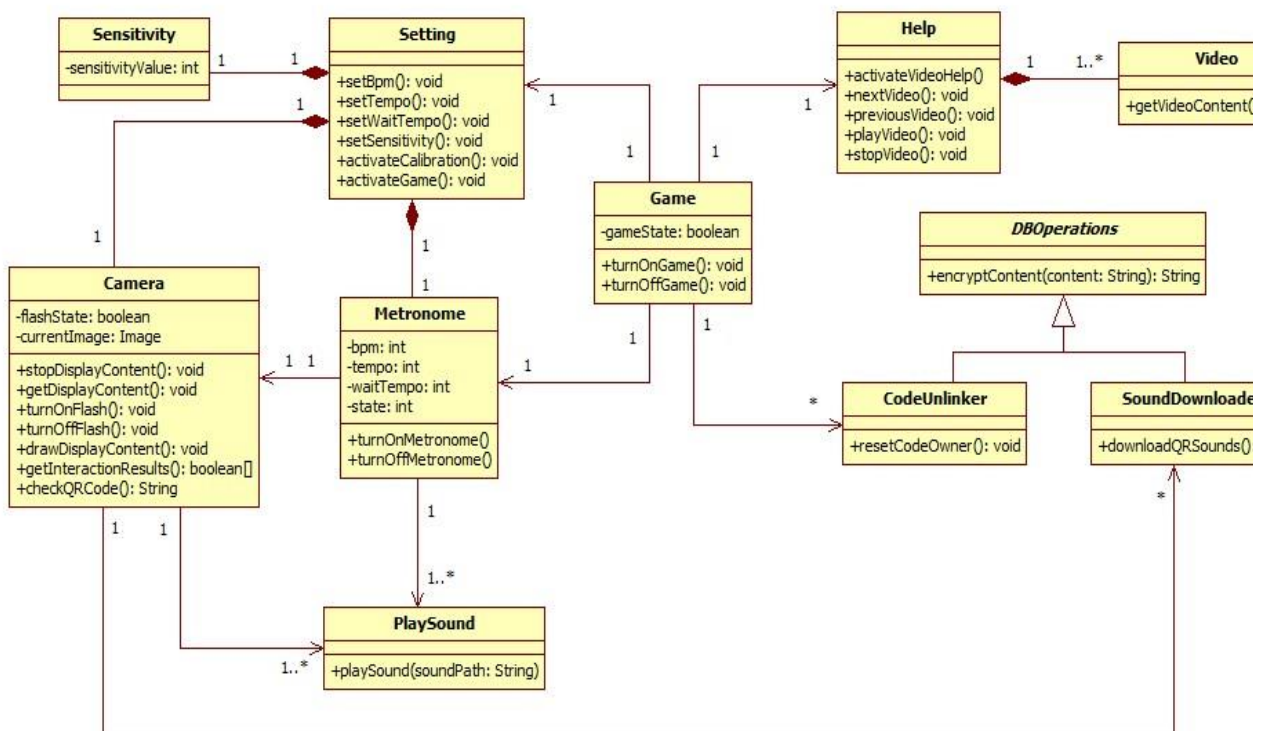 Sensitivity
-sensitivityValue: int
1
1
1
Setting
+setBpm(): void
+setTempo(): void
+setWaitTempo(): void
+setSensitivity(): void
+activateCalibration(): void
+activateGame(): void
1
1
Help
+activateVideoHelp()
+nextVideo(): void
+previousVideo(): void
+playVideo(): void
+stopVideo(): void
1
1..*
Video
+getVideoContent(
1
1
Game
-gameState: boolean
+turnOnGame(): void
+turnOffGame(): void
1
1
DBOperations
+encryptContent(content: String): String
1
Camera
-flashState: boolean
-currentImage: Image
+stopDisplayContent(): void
+getDisplayContent(): void
+turnOnFlash(): void
+turnOffFlash(): void
+drawDisplayContent(): void
+getInteractionResults(): boolean[]
+checkQRCode(): String
1
1
1 1
Metronome
-bpm: int
-tempo: int
-waitTempo: int
-state: int
+turnOnMetronome()
+turnOffMetronome()
1
1
*
CodeUnlinker
+resetCodeOwner(): void
SoundDownloade
+downloadQRSounds()
*
1
1
1
1..*
PlaySound
+playSound(soundPath: String)
1..*